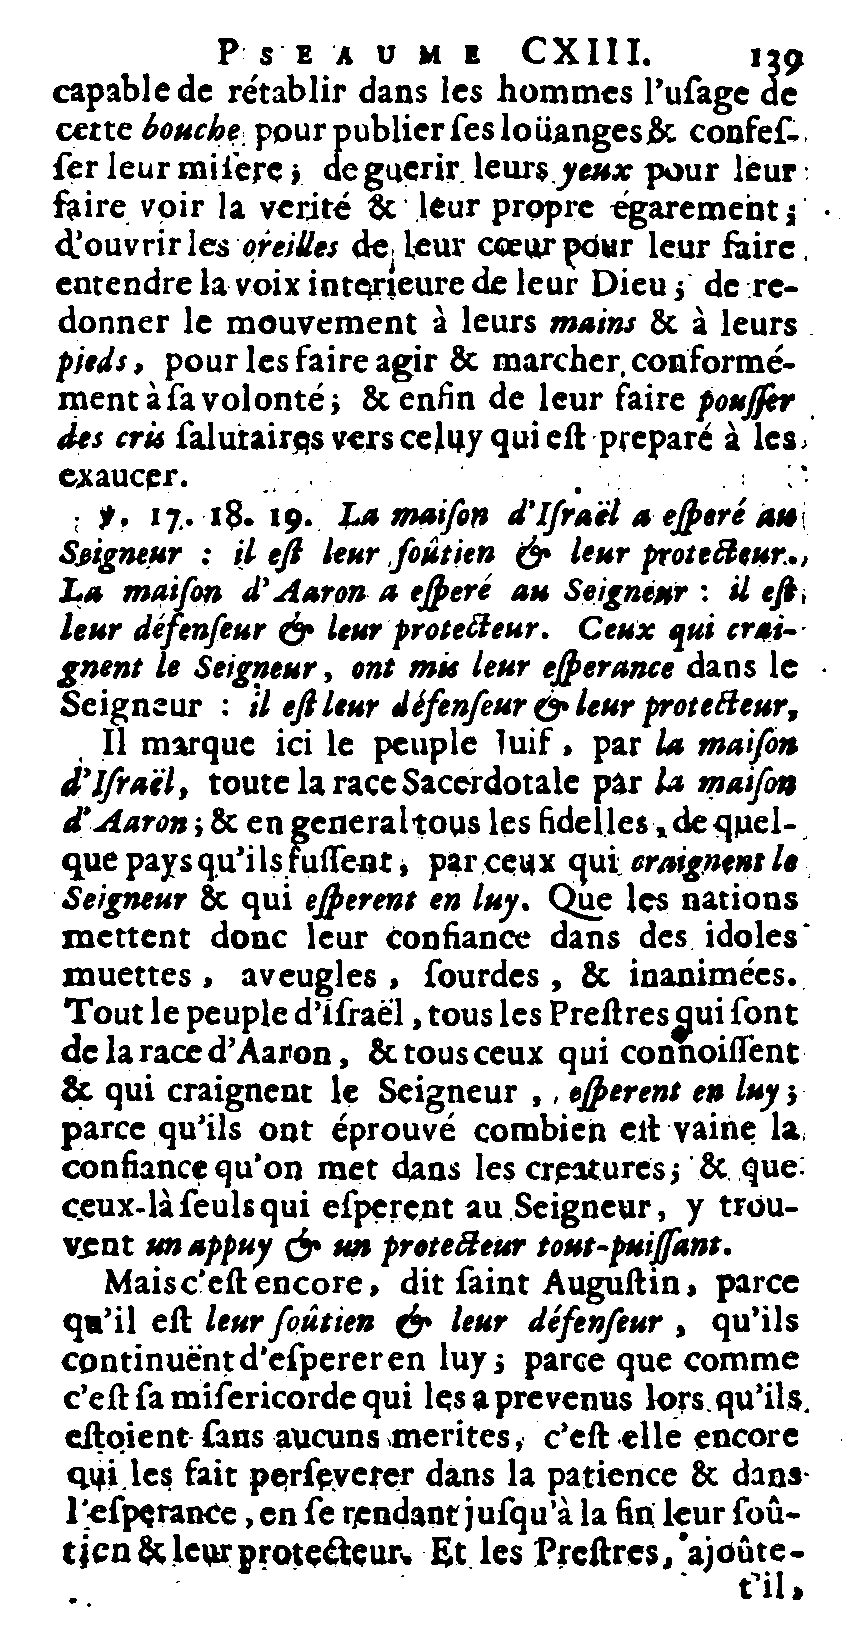 PSEAUME CXIII. 139
capable de rétablir dans les hommes l'uſage de
cette bouche pour publier ſes loüanges & confeſ-
ſer leur miſere ; de guerir leurs yeux pour leur
faire voir la verité & leur propre égarement ;
d'ouvrir les oreilles de leur cœur pour leur faire
entendre la voix interieure de leur Dieu ; de re-
donner le mouvement à leurs mains & à leurs
pieds, pour les faire agir & marcher conformé-
ment à ſa volonté ; & enfin de leur faire pouſſer
des cris ſalutaires vers celuy qui eſt preparé à les
exaucer.
℣. 17. 18. 19. La maiſon d'Iſraël a eſperé au
Seigneur : il eſt leur ſoûtien & leur protecteur.
La maiſon d'Aaron a eſperé au Seigneur : il eſt
leur défenſeur & leur protecteur. Ceux qui crai-
gnent le Seigneur, ont mis leur eſperance dans le
Seigneur : il eſt leur défenſeur & leur protecteur,
Il marque ici le peuple Juif, par la maiſon
d'Iſraël, toute la race Sacerdotale par la maiſon
d'Aaron ; & en general tous les fidelles, de quel-
que pays qu'ils fuſſent, par ceux qui craignent le
Seigneur & qui eſperent en luy. Que les nations
mettent donc leur confiance dans des idoles
muettes, aveugles, ſourdes, & inanimées.
Tout le peuple d'iſraël, tous les Preſtres qui ſont
de la race d'Aaron, & tous ceux qui connoiſſent
& qui craignent le Seigneur, eſperent en luy ;
parce qu'ils ont éprouvé combien eſt vaine la
confiance qu'on met dans les creatures ; & que
ceux-là ſeuls qui eſperent au Seigneur, y trou-
vent un appuy & un protecteur tout-puiſſant.
Mais c'eſt encore, dit ſaint Auguſtin, parce
qu'il eſt leur ſoûtien & leur défenſeur, qu'ils
continuënt d'eſperer en luy ; parce que comme
c'eſt ſa miſericorde qui les a prevenus lors qu'ils
eſtoient ſans aucuns merites, c'eſt elle encore
qui les fait perſeverer dans la patience & dans
l'eſperance, en ſe rendant juſqu'à la fin leur ſoû-
tien & leur protecteur. Et les Preſtres, ajoûte-
t'il,